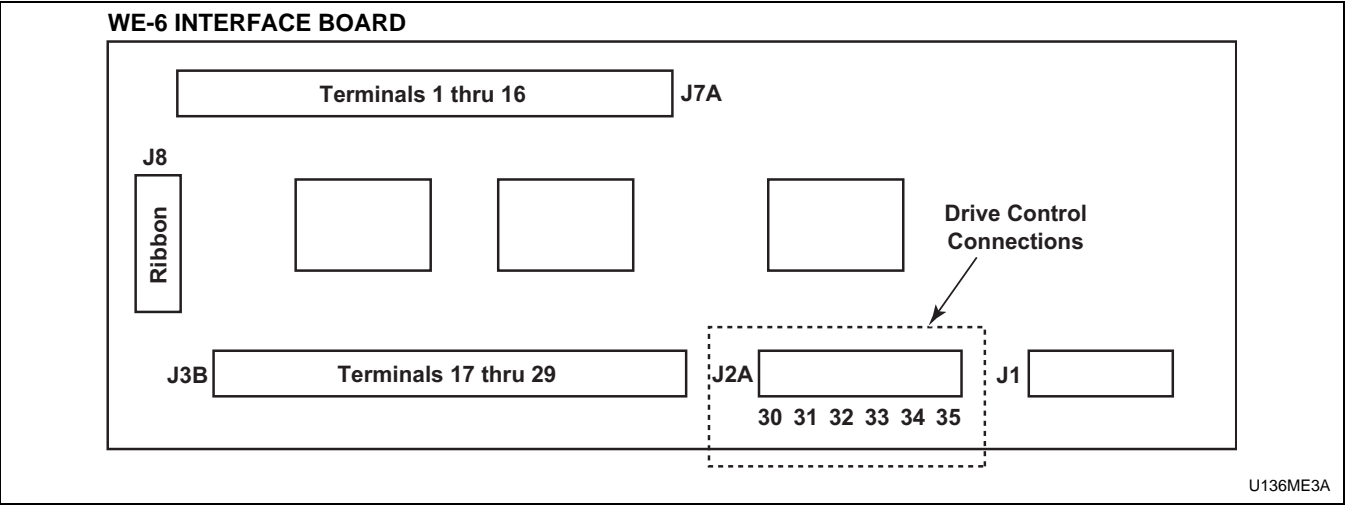 WE-6 INTERFACE BOARD
Terminals 1 thru 16
J7A
J8
Ribbon
Drive Control
Connections
J3B
Terminals 17 thru 29
J2A
J1
30 31 32 33 34 35
U136ME3A